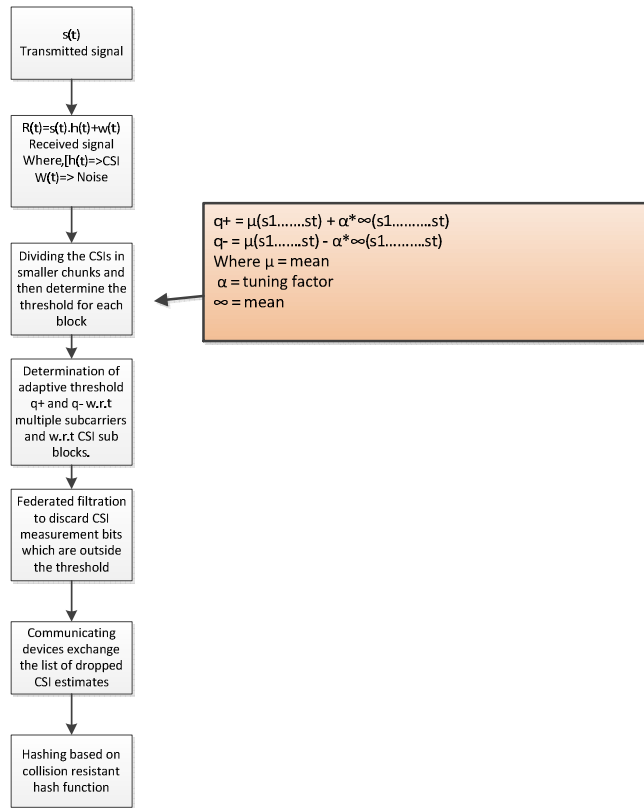 s(t)
Transmitted signal
R(t)=s(t).h(t)+w(t)
Received signal
Where,[h(t)=>CSI
W(t)=> Noise
Dividing the CSIs in
smaller chunks and
then determine the
threshold for each
block
q+ = μ(s1.......st) + α*∞(s1..........st)
q- = μ(s1.......st) - α*∞(s1..........st)
Where μ = mean
α = tuning factor
∞ = mean
Determination of
adaptive threshold
q+ and q- w.r.t
multiple subcarriers
and w.r.t CSI sub
blocks.
Federated filtration
to discard CSI
measurement bits
which are outside
the threshold
Communicating
devices exchange
the list of dropped
CSI estimates
Hashing based on
collision resistant
hash function